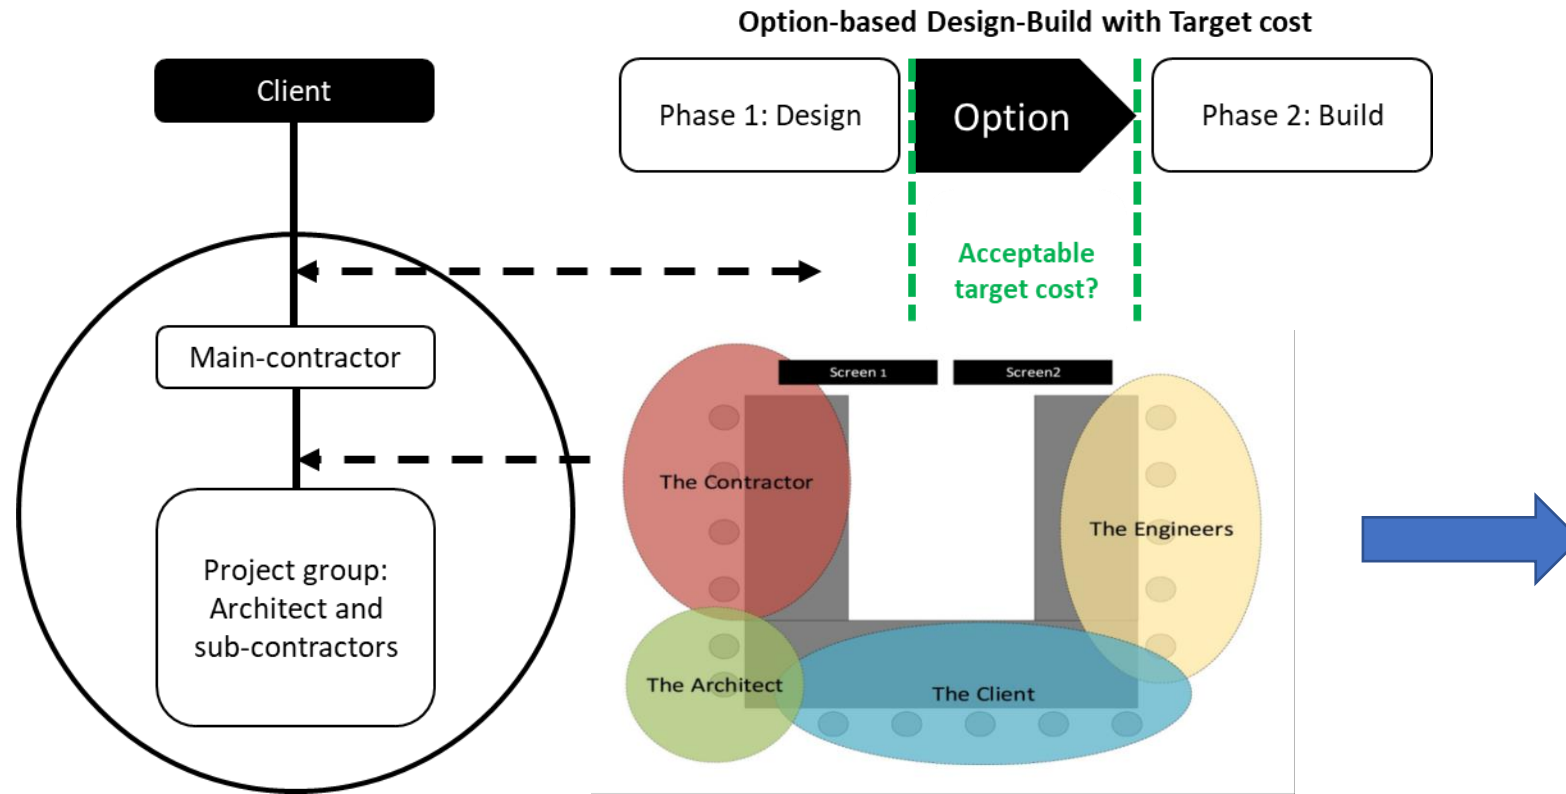 Option-based Design-Build with Target cost
Client
Phase 1: Design
Option
Phase 2: Build
Acceptable
target cost?
Main-contractor
Project group:
Architect and
sub-contractors
Screen 1
Screen2
The Contractor
The Engineers
The Architect
The Client